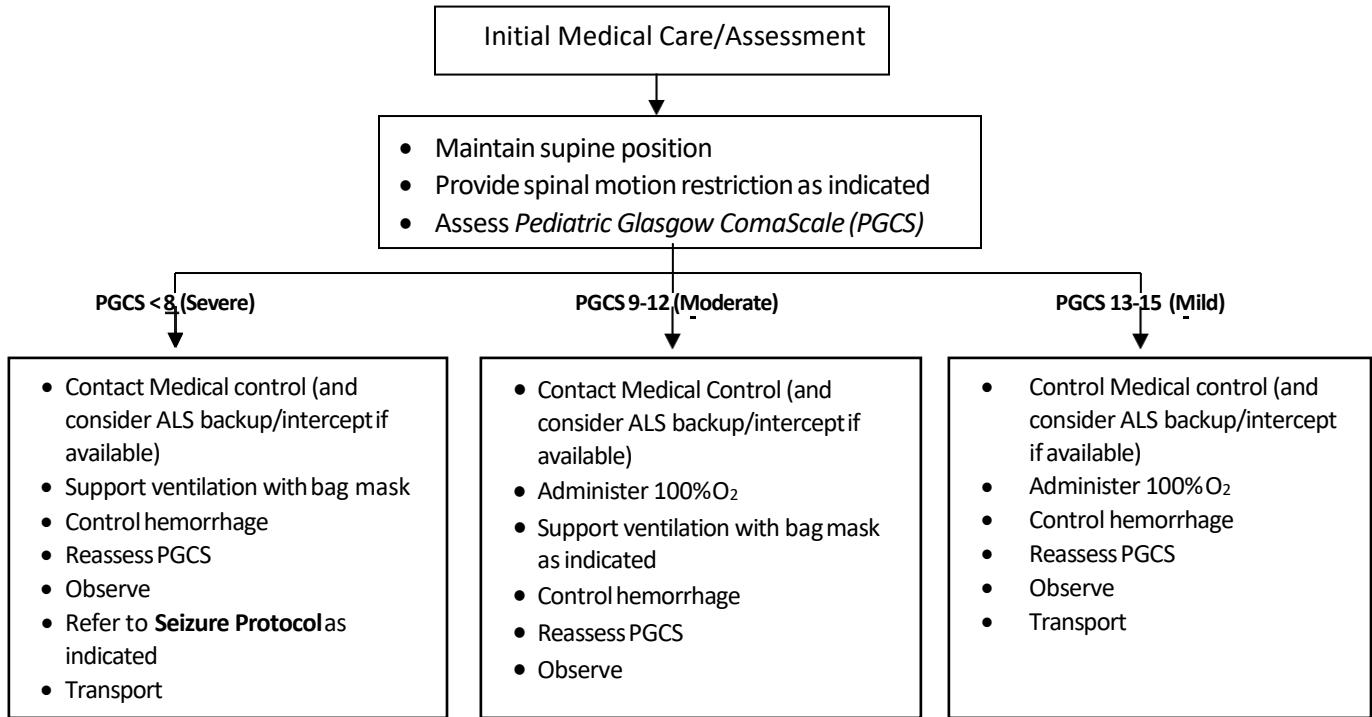 Initial Medical Care/Assessment
• Maintain supine position
• Provide spinal motion restriction as indicated
• Assess Pediatric Glasgow ComaScale (PGCS)
PGCS < 8 (Severe)
PGCS 9-12 (Moderate)
PGCS 13-15 (Mild)
• Contact Medical control (and
consider ALS backup/intercept if
available)
• Support ventilation with bag mask
• Control hemorrhage
• Reassess PGCS
• Observe
• Refer to Seizure Protocol as
indicated
• Transport
• Contact Medical Control (and
consider ALS backup/intercept if
available)
• Administer 100% O₂
• Support ventilation with bag mask
as indicated
• Control hemorrhage
• Reassess PGCS
• Observe
• Control Medical control (and
consider ALS backup/intercept
if available)
• Administer 100% O₂
• Control hemorrhage
• Reassess PGCS
• Observe
• Transport